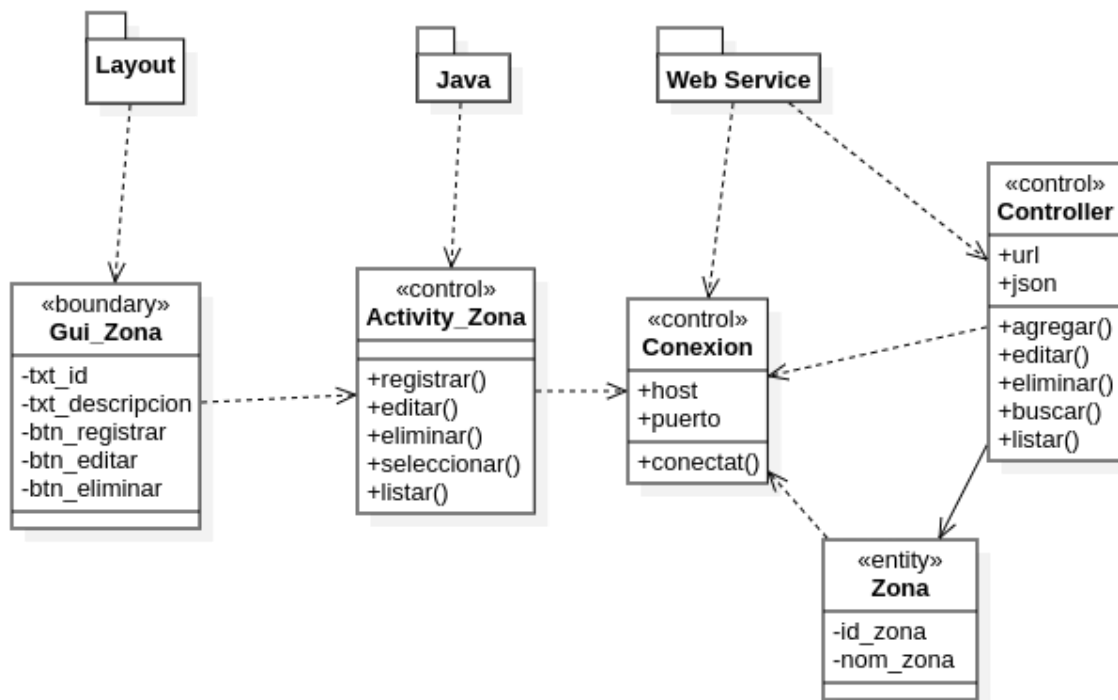 Layout
Java
Web Service
«boundary»
Gui_Zona
-txt_id
-txt_descripcion
-btn_registrar
-btn_editar
-btn_eliminar
«control»
Activity_Zona
+registrar()
+editar()
+eliminar()
+seleccionar()
+listar()
«control»
Conexion
+host
+puerto
+conectat()
«control»
Controller
+url
+json
+agregar()
+editar()
+eliminar()
+buscar()
+listar()
«entity»
Zona
-id_zona
-nom_zona